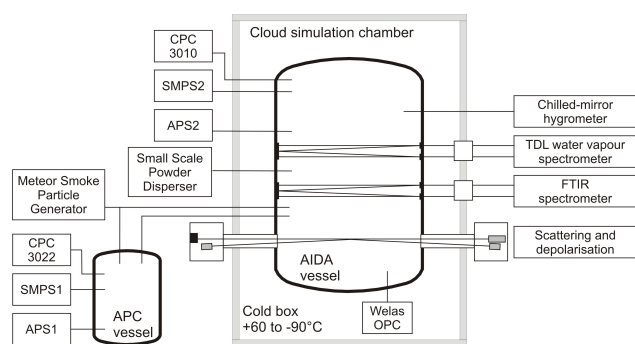 Cloud simulation chamber
CPC
3010
SMPS2
APS2
Small Scale
Powder
Disperser
Meteor Smoke
Particle
Generator
CPC
3022
SMPS1
APS1
APC
vessel
AIDA
vessel
Cold box
+60 to -90°C
Welas
OPC
Chilled-mirror
hygrometer
TDL water vapour
spectrometer
FTIR
spectrometer
Scattering and
depolarisation